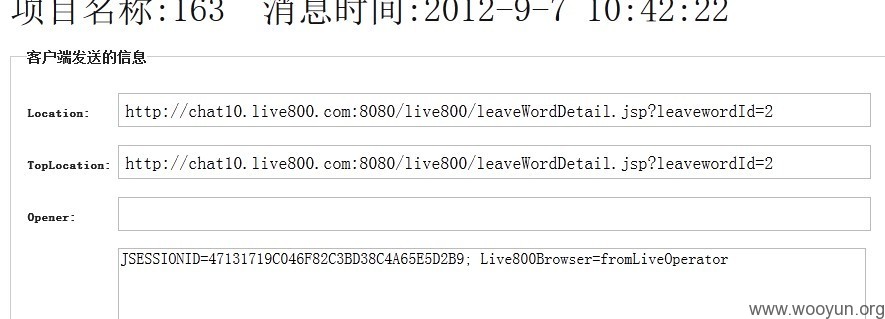 项目名称:163 消息时间:2012-9-7 10:42:22
客户端发送的信息
Location: http://chat10.live800.com:8080/live800/leaveWordDetail.jsp?leavewordId=2
TopLocation: http://chat10.live800.com:8080/live800/leaveWordDetail.jsp?leavewordId=2
Opener:
JSESSIONID=47131719C046F82C3BD38C4A65E5D2B9; Live800Browser=fromLiveOperator
www.wooyun.org